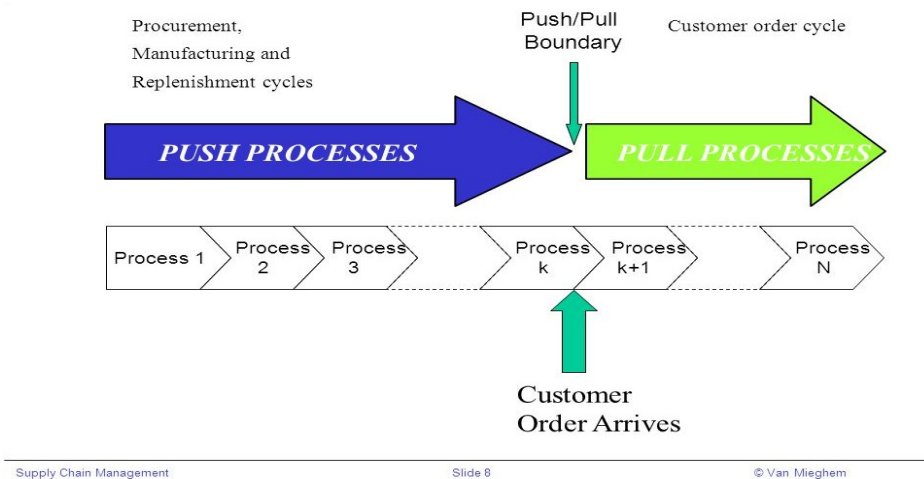 Procurement,
Manufacturing and
Replenishment cycles
Push/Pull
Boundary
Customer order cycle
PUSH PROCESSES
PULL PROCESSES
Process 1
Process
2
Process
3
Process
k
Process
k+1
Process
N
Customer
Order Arrives
Supply Chain Management
Slide 8
© Van Mieghem